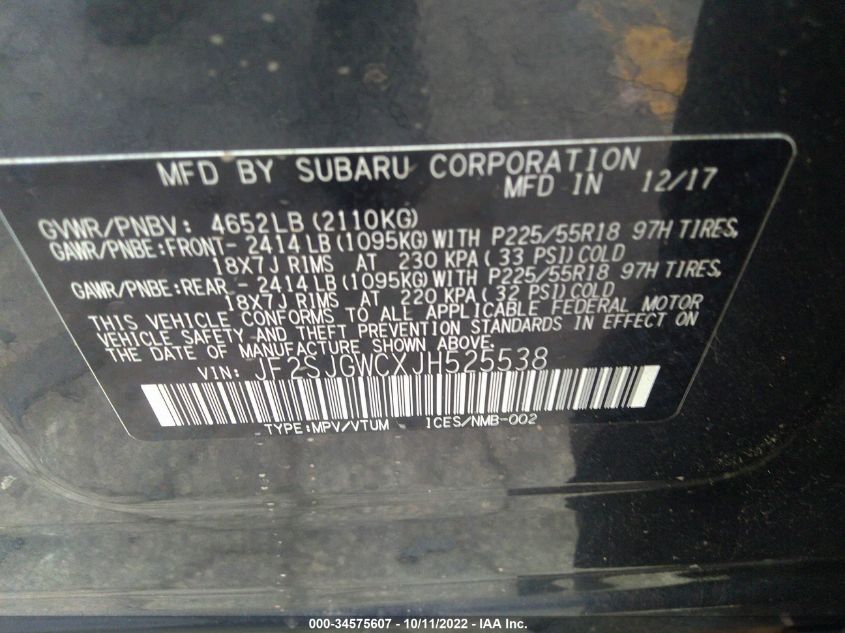 MFD BY SUBARU CORPORATION
MFD IN 12/17
GVWR/PNBV: 4652LB (2110KG)
GAWR/PNBE:FRONT- 2414LB (1095KG) WITH P225/55R18 97H TIRES,
18X7J RIMS AT 230 KPA ( 33 PSI) COLD
GAWR/PNBE:REAR - 2414LB (1095KG) WITH P225/55R18 97H TIRES,
18X7J RIMS AT 220 KPA ( 32 PSI) COLD
THIS VEHICLE CONFORMS TO ALL APPLICABLE FEDERAL MOTOR
VEHICLE SAFETY AND THEFT PREVENTION STANDARDS IN EFFECT ON
THE DATE OF MANUFACTURE SHOWN ABOVE.
VIN: JF2SJGWCXJH525538
TYPE:MPV/VTUM ICES/NMB-002
000-34575607 - 10/11/2022 - IAA Inc.